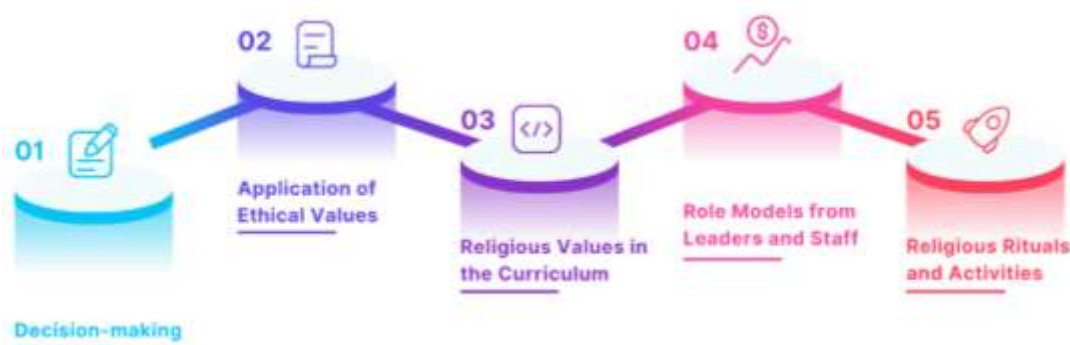 01
Decision-making
02
Application of
Ethical Values
03
</>
Religious Values in
the Curriculum
04
$
Role Models from
Leaders and Staff
05
Religious Rituals
and Activities